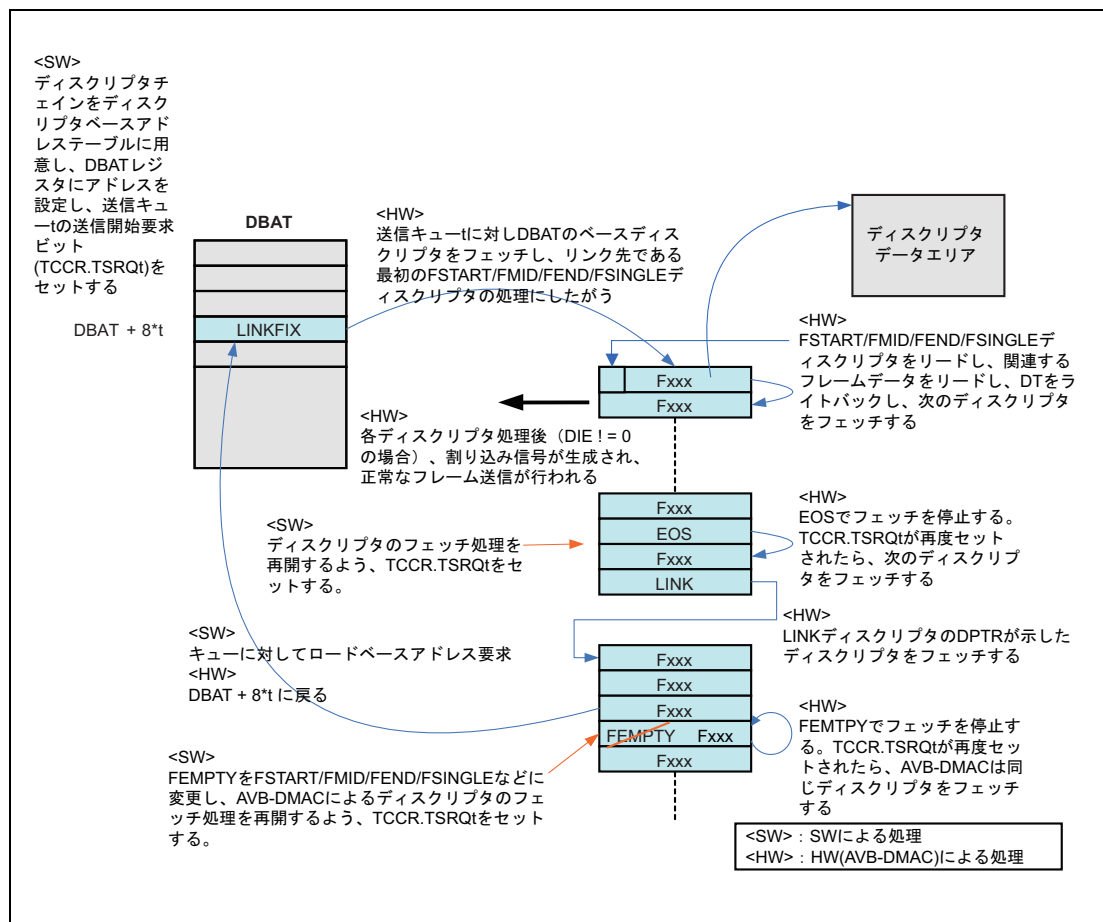 <SW>
ディスクリプタチ
ェインをディスク
リプタベースアド
レステーブルに用
意し、DBATレジ
スタにアドレスを
設定し、送信キュ
ーtの送信開始要求
ビット
(TCCR.TSRQt)を
セットする
DBAT
DBAT + 8*t
LINKFIX
<HW>
送信キューtに対しDBATのベースディス
クリプタをフェッチし、リンク先である
最初のFSTART/FMID/FEND/FSINGLEデ
ィスクリプタの処理にしたがう
ディスクリプタ
データエリア
<HW>
FSTART/FMID/FEND/FSINGLEデ
ィスクリプタをリードし、関連する
フレームデータをリードし、DTをラ
イトバックし、次のディスクリプタ
をフェッチする
Fxxx
Fxxx
<HW>
各ディスクリプタ処理後（DIE ! = 0
の場合）、割り込み信号が生成され、
正常なフレーム送信が行われる
<SW>
ディスクリプタのフェッチ処理を
再開するよう、TCCR.TSRQtをセ
ットする。
Fxxx
EOS
Fxxx
LINK
<HW>
EOSでフェッチを停止する。
TCCR.TSRQtが再度セット
されたら、次のディスクリプ
タをフェッチする
<HW>
LINKディスクリプタのDPTRが示した
ディスクリプタをフェッチする
<SW>
キューに対してロードベースアドレス要求
<HW>
DBAT + 8*t に戻る
Fxxx
Fxxx
Fxxx
FEMPTY Fxxx
Fxxx
<HW>
FEMTPYでフェッチを停止す
る。TCCR.TSRQtが再度セッ
トされたら、AVB-DMACは同
じディスクリプタをフェッチ
する
<SW>
FEMPTYをFSTART/FMID/FEND/FSINGLEなどに
変更し、AVB-DMACによるディスクリプタのフェ
ッチ処理を再開するよう、TCCR.TSRQtをセット
する。
<SW>：SWによる処理
<HW>：HW(AVB-DMAC)による処理